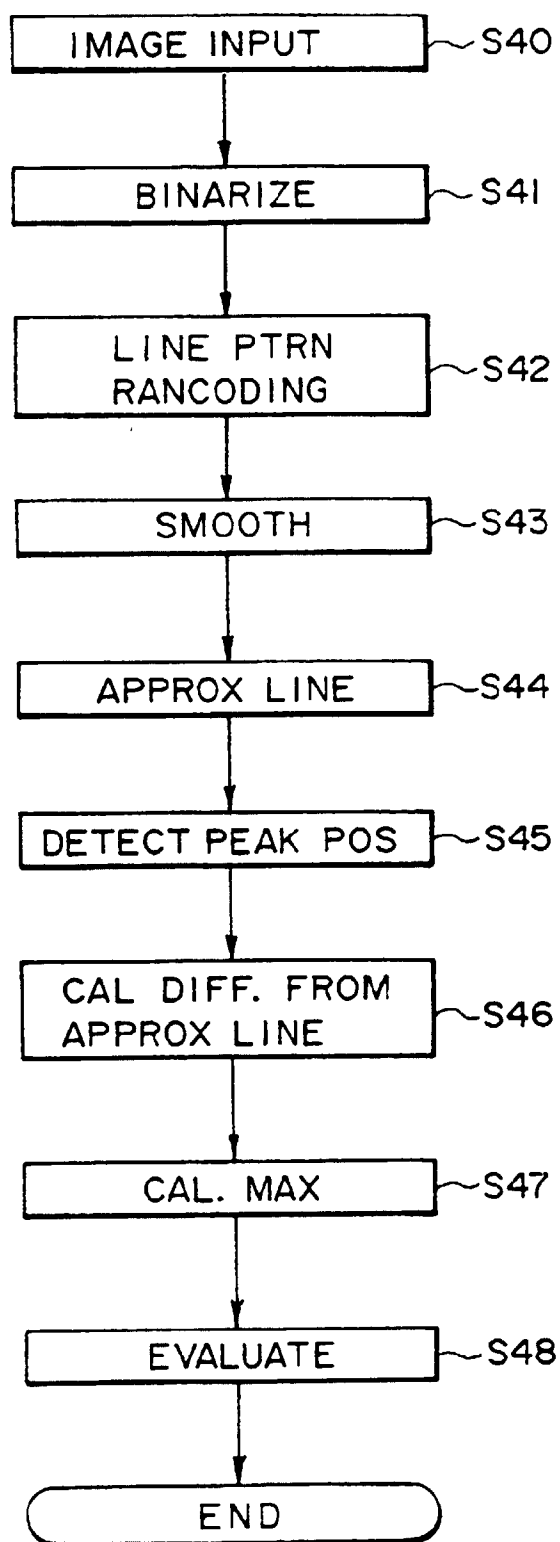 IMAGE INPUT S40
BINARIZE S41
LINE PTRN
RANCODING S42
SMOOTH S43
APPROX LINE S44
DETECT PEAK POS S45
CAL DIFF. FROM
APPROX LINE S46
CAL. MAX S47
EVALUATE S48
END